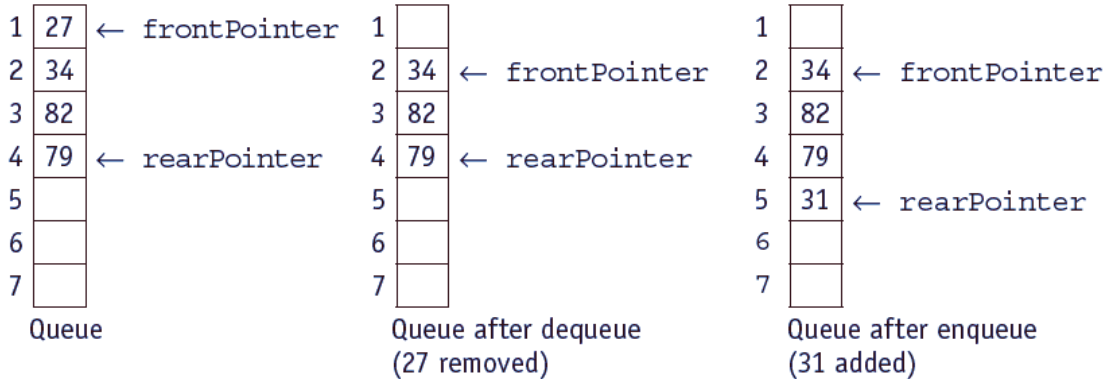 1 27 ← frontPointer
2 34
3 82
4 79 ← rearPointer
5
6
7
Queue
1
2 34 ← frontPointer
3 82
4 79 ← rearPointer
5
6
7
Queue after dequeue
(27 removed)
1
2 34 ← frontPointer
3 82
4 79
5 31 ← rearPointer
6
7
Queue after enqueue
(31 added)